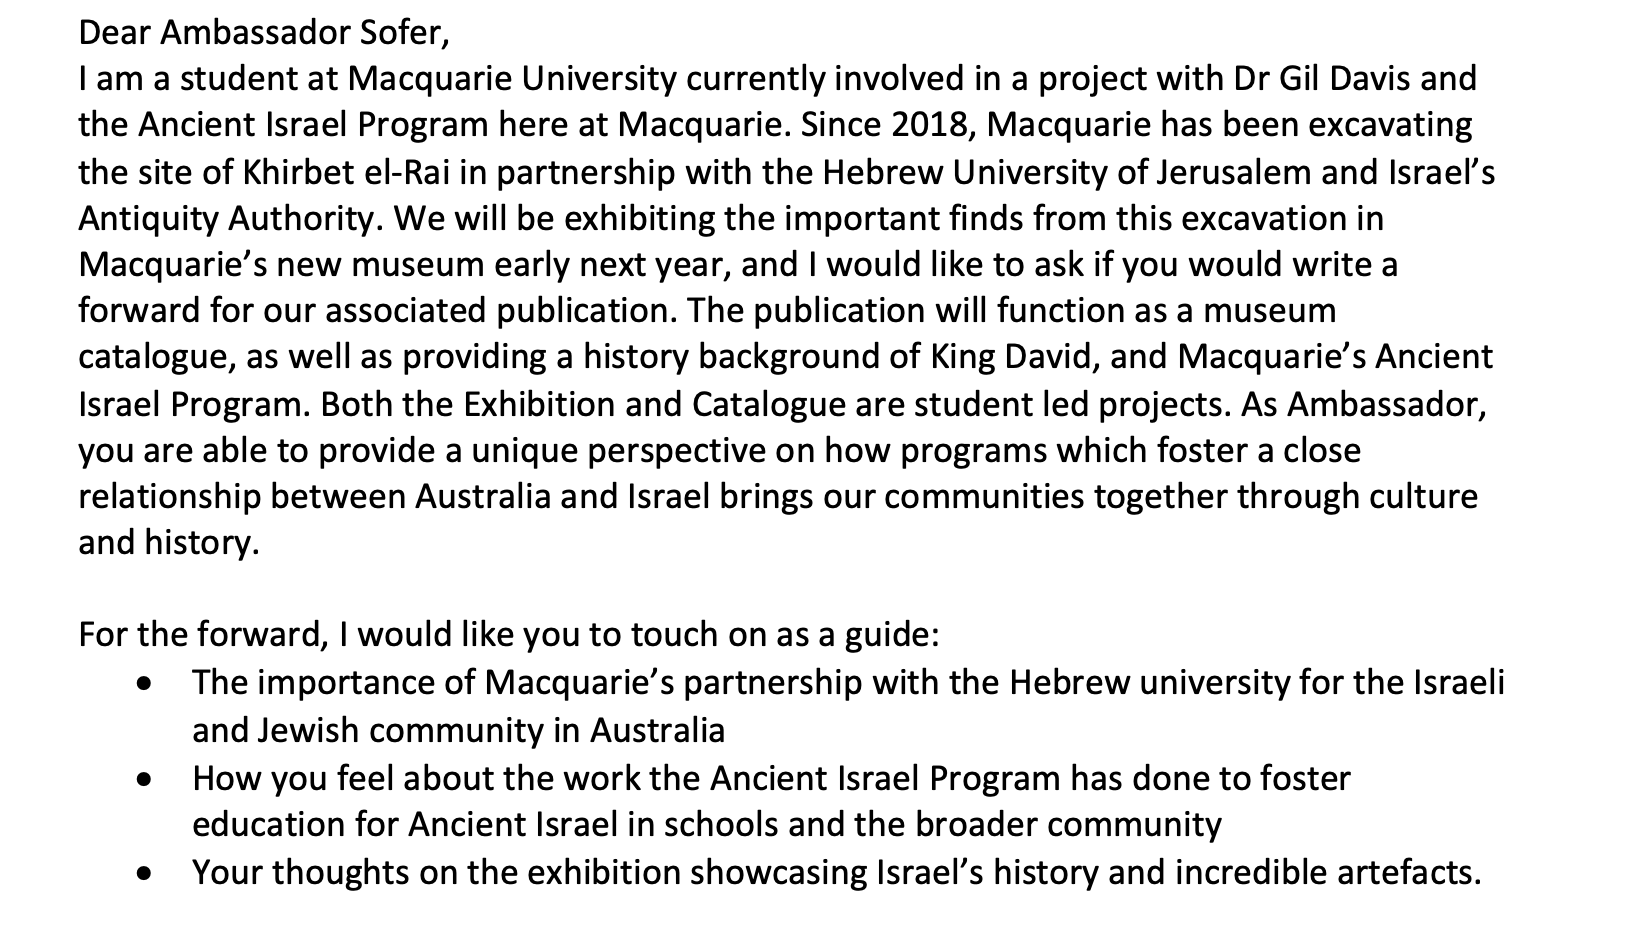 Dear Ambassador Sofer,
I am a student at Macquarie University currently involved in a project with Dr Gil Davis and
the Ancient Israel Program here at Macquarie. Since 2018, Macquarie has been excavating
the site of Khirbet el-Rai in partnership with the Hebrew University of Jerusalem and Israel’s
Antiquity Authority. We will be exhibiting the important finds from this excavation in
Macquarie’s new museum early next year, and I would like to ask if you would write a
forward for our associated publication. The publication will function as a museum
catalogue, as well as providing a history background of King David, and Macquarie’s Ancient
Israel Program. Both the Exhibition and Catalogue are student led projects. As Ambassador,
you are able to provide a unique perspective on how programs which foster a close
relationship between Australia and Israel brings our communities together through culture
and history.
For the forward, I would like you to touch on as a guide:
• The importance of Macquarie’s partnership with the Hebrew university for the Israeli
and Jewish community in Australia
• How you feel about the work the Ancient Israel Program has done to foster
education for Ancient Israel in schools and the broader community
• Your thoughts on the exhibition showcasing Israel’s history and incredible artefacts.